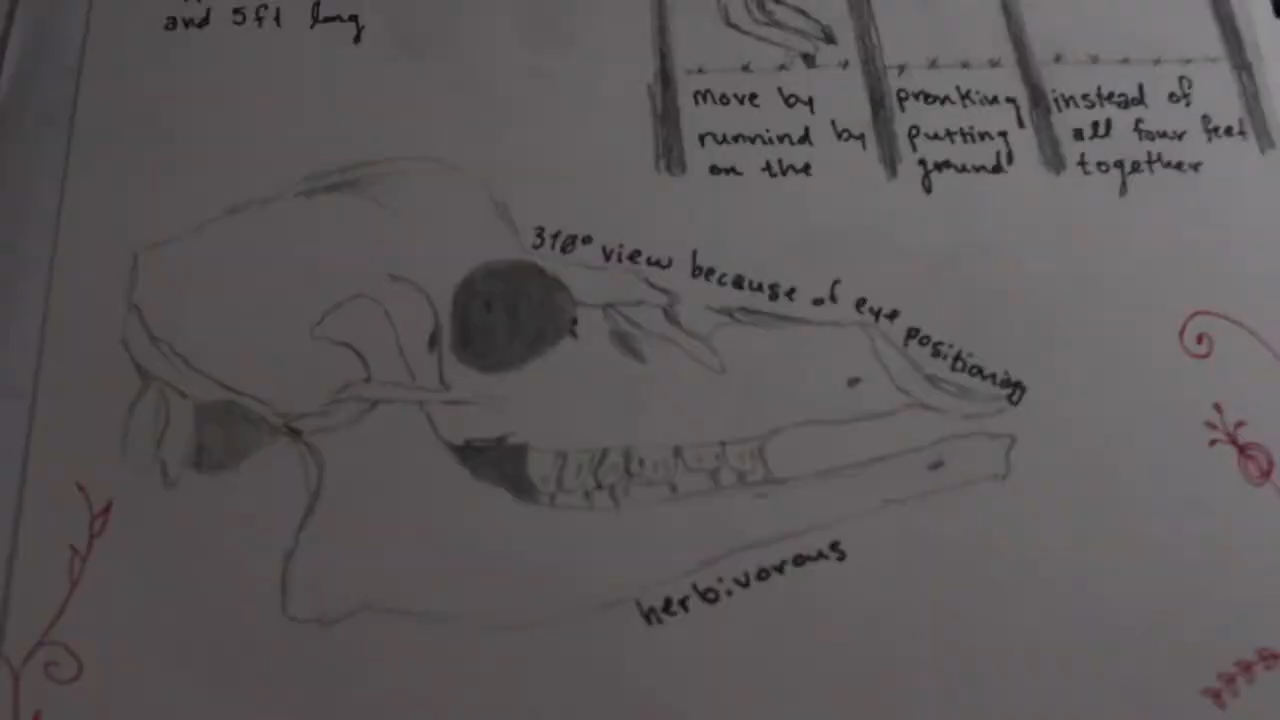 and 5ft long
move by pronking instead of
runnind by putting all four feet
on the ground together
310° view because of eye positioning
herbivorous